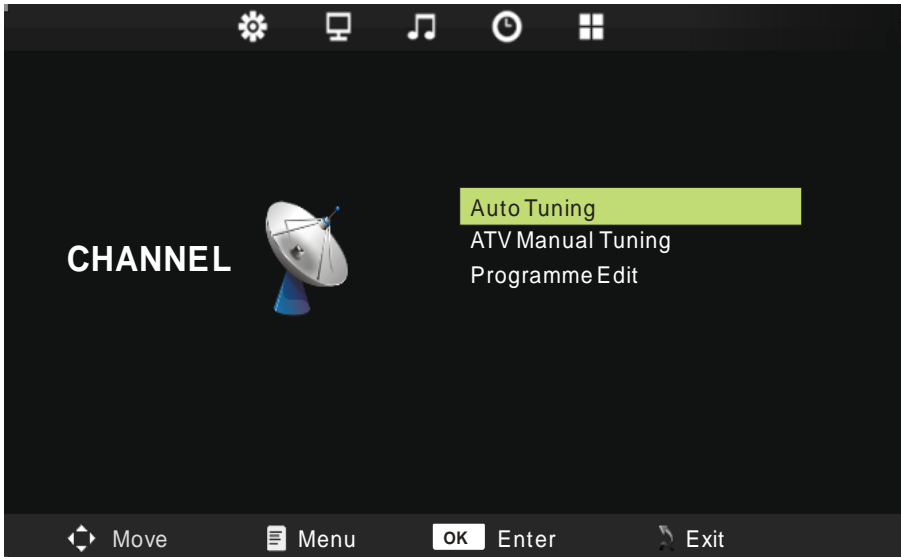 CHANNEL
Auto Tuning
ATV Manual Tuning
Programme Edit
Move Menu OK Enter Exit